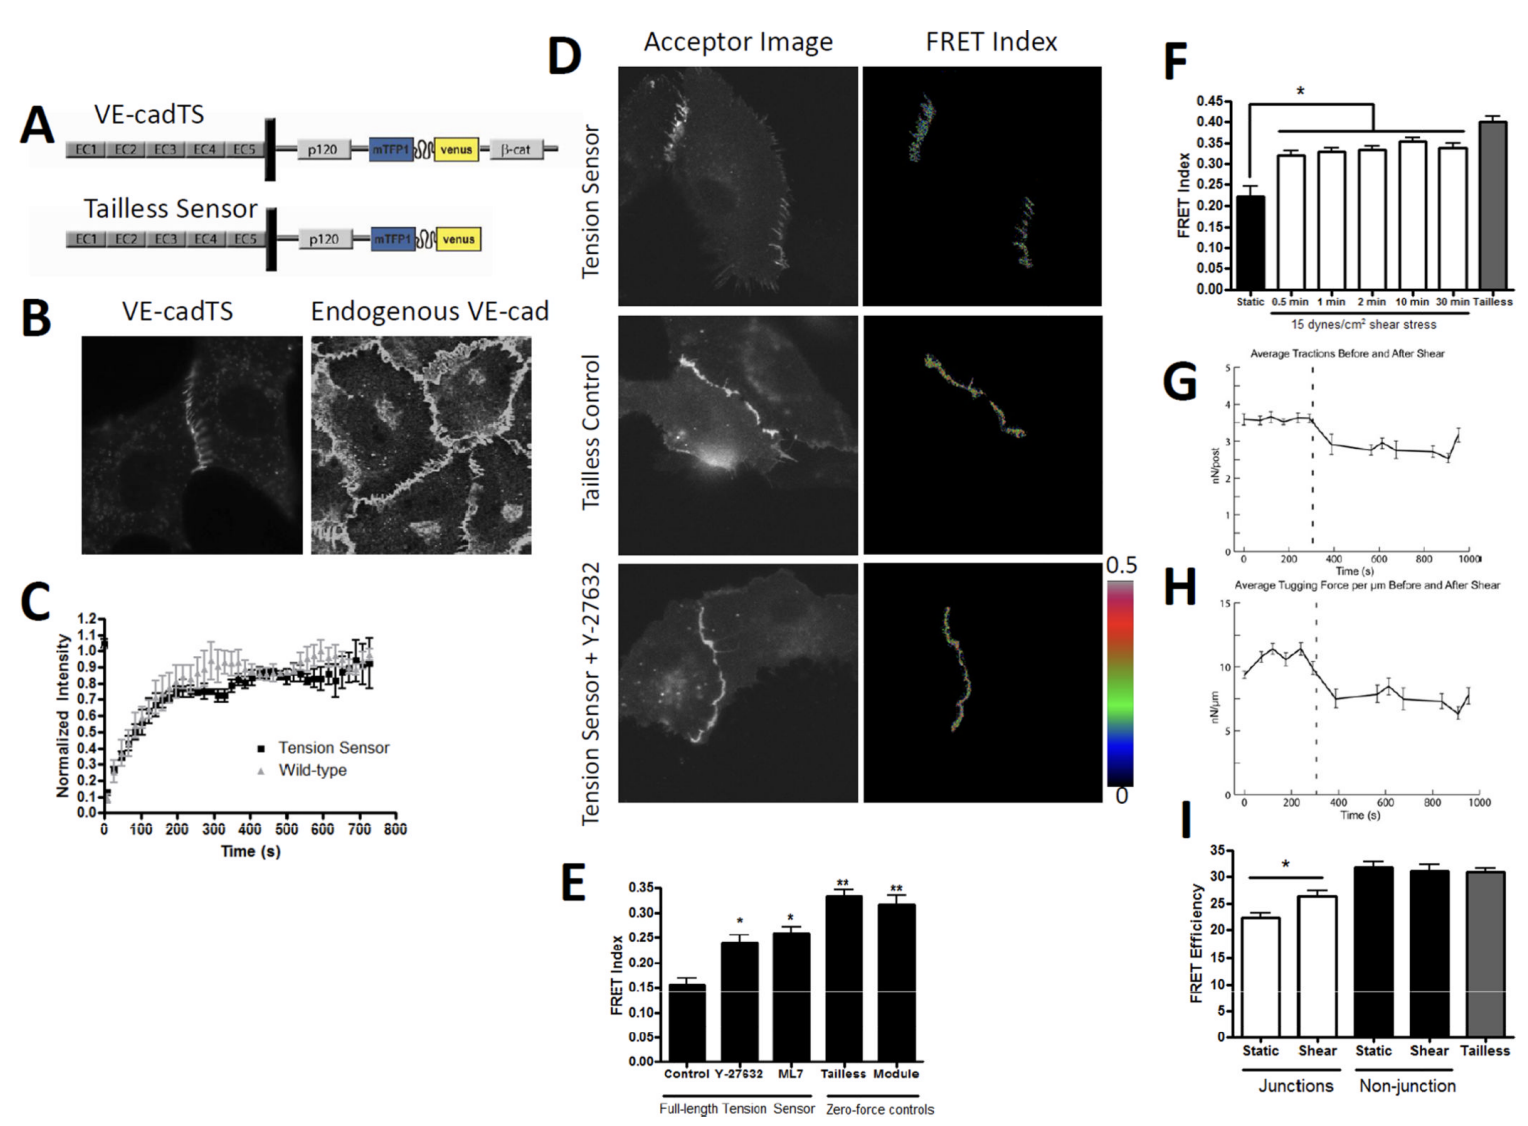 A
VE-cadTS
EC1 EC2 EC3 EC4 EC5 p120 mTFP1 venus β-cat
Tailless Sensor
EC1 EC2 EC3 EC4 EC5 p120 mTFP1 venus
B
VE-cadTS Endogenous VE-cad
C
Normalized Intensity
1.2
1.1
1.0
0.9
0.8
0.7
0.6
0.5
0.4
0.3
0.2
0.1
0.0
Tension Sensor
Wild-type
0 100 200 300 400 500 600 700 800
Time (s)
D
Acceptor Image FRET Index
Tension Sensor
Tailless Control
Tension Sensor + Y-27632
0.5
0
E
FRET Index
0.35
0.30
0.25
0.20
0.15
0.10
0.05
0.00
* * ** **
Control Y-27632 ML7 Tailless Module
Full-length Tension Sensor Zero-force controls
F
FRET Index
0.45
0.40
0.35
0.30
0.25
0.20
0.15
0.10
0.05
0.00
*
Static 0.5 min 1 min 2 min 10 min 30 min Tailless
15 dynes/cm² shear stress
G
Average Tractions Before and After Shear
nN/post
5
4
3
2
1
0
0 200 400 600 800 1000
Time (s)
H
Average Tugging Force per µm Before and After Shear
nN/µm
15
10
5
0
0 200 400 600 800 1000
Time (s)
I
FRET Efficiency
35
30
25
20
15
10
5
0
*
Static Shear Static Shear Tailless
Junctions Non-junction